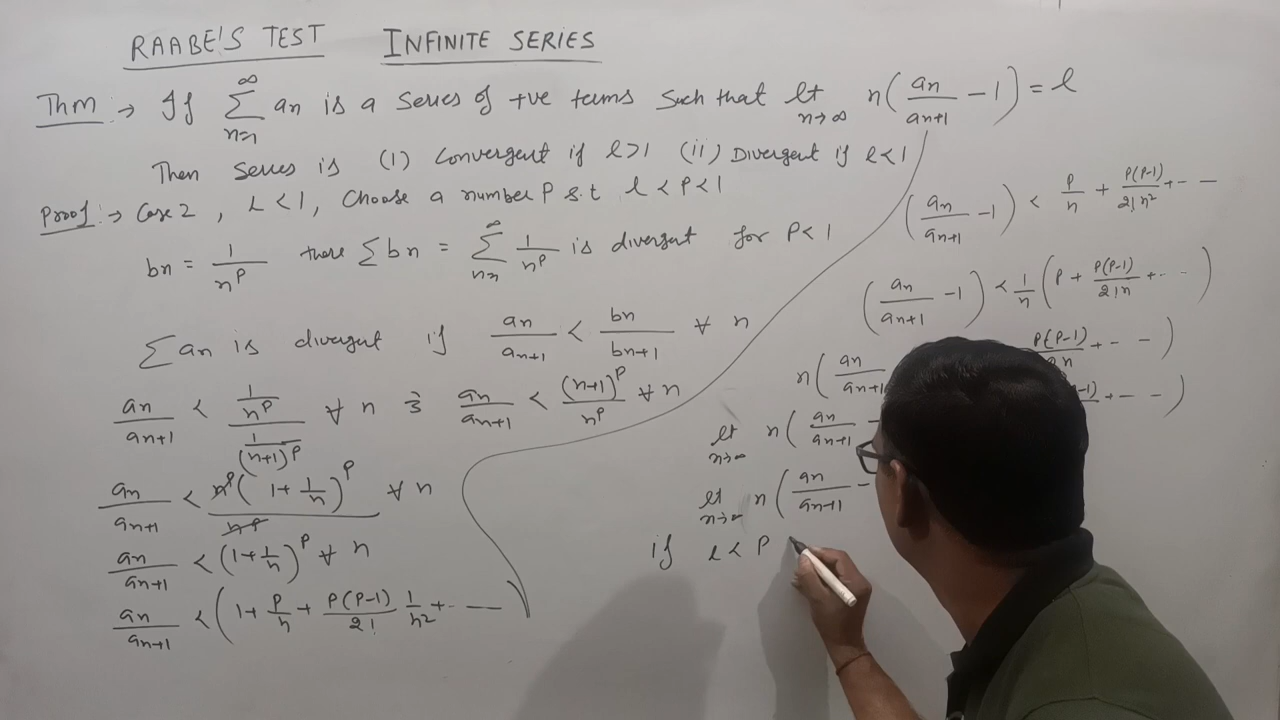 RAABE'S TEST INFINITE SERIES
Thm :→ If ∑_{n=1}^{∞} an is a series of +ve terms such that lt_{n→∞} n(an/an+1 − 1) = l
Then series is (i) Convergent if l>1 (ii) Divergent if l<1
Proof :→ Case 2, L<1, Choose a number P s.t l<P<1
bn = 1/n^P there ∑bn = ∑^{∞} 1/n^P is divergent for P<1
∑an is divergent if an/an+1 < bn/bn+1 ∀ n
an/an+1 < (1/n^P)/(1/(n+1)^P) ∀ n ∴ an/an+1 < (n+1)^P/n^P ∀ n
an/an+1 < n^P(1+1/n)^P/n^P ∀ n
an/an+1 < (1+1/n)^P ∀ n
an/an+1 < (1 + P/n + P(P-1)/2! 1/n² + - - -)
(an/an+1 − 1) < P/n + P(P-1)/2!n² + - - -
(an/an+1 − 1) < 1/n (P + P(P-1)/2!n + - - -)
n(an/an+1 P(P-1)/2n + - - -)
lt_{n→∞} n(an/an+1 − -1) + - - -)
lt_{n→∞} n(an/an+1 −
if l < P